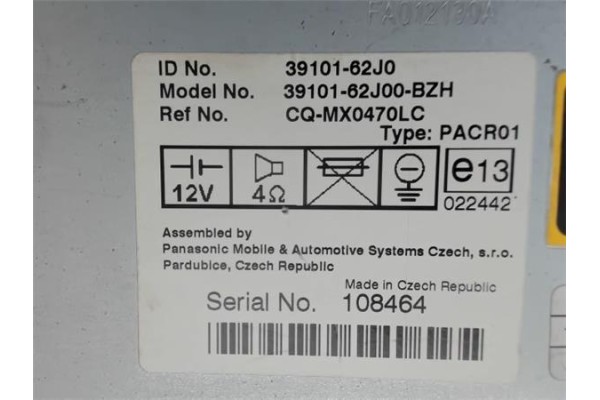 FA012130A
ID No. 39101-62J0
Model No. 39101-62J00-BZH
Ref No. CQ-MX0470LC
Type: PACR01
12V 4Ω e13
022442
Assembled by
Panasonic Mobile & Automotive Systems Czech, s.r.o.
Pardubice, Czech Republic
Made in Czech Republic
Serial No. 108464